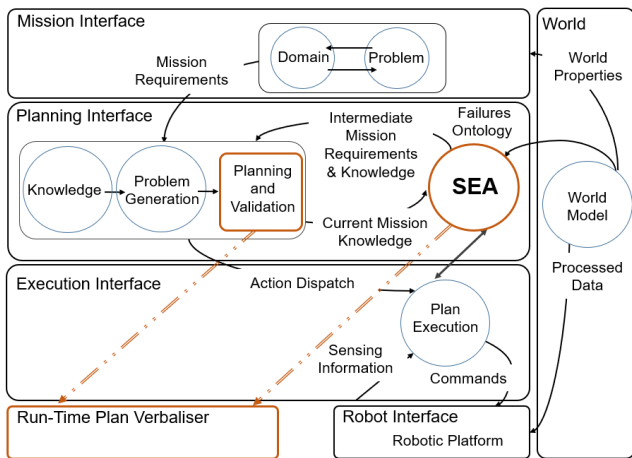 Mission Interface
World
Mission
Requirements
Domain
Problem
World
Properties
Planning Interface
Intermediate
Mission
Requirements
& Knowledge
Failures
Ontology
Knowledge
Problem
Generation
Planning
and
Validation
SEA
World
Model
Current Mission
Knowledge
Processed
Data
Execution Interface
Action Dispatch
Plan
Execution
Sensing
Information
Commands
Run-Time Plan Verbaliser
Robot Interface
Robotic Platform